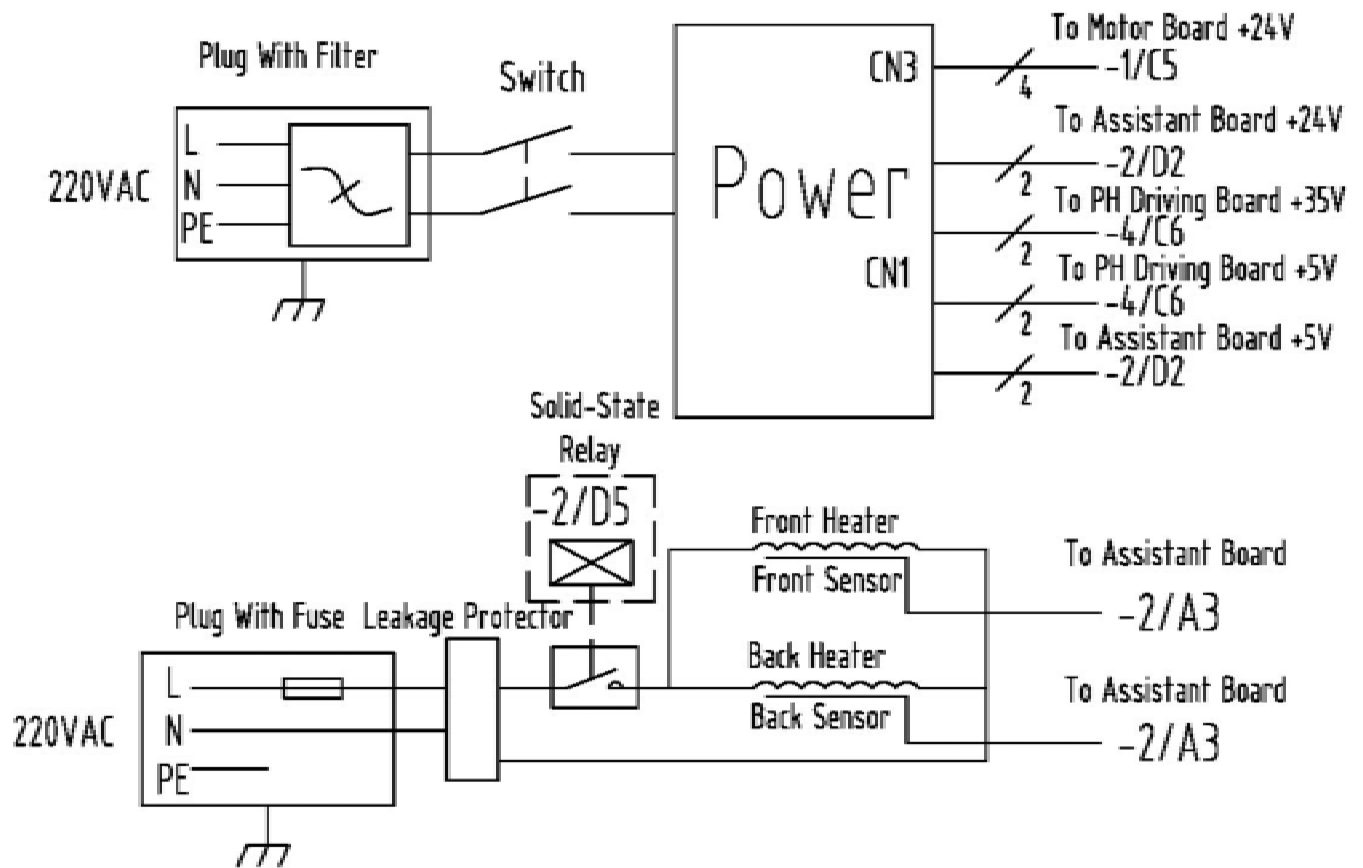 Plug With Filter
220VAC
L
N
PE
Switch
Power
CN3
CN1
To Motor Board +24V
4
-1/C5
To Assistant Board +24V
2
-2/D2
To PH Driving Board +35V
2
-4/C6
To PH Driving Board +5V
2
-4/C6
To Assistant Board +5V
2
-2/D2
Solid-State
Relay
-2/D5
Plug With Fuse
Leakage Protector
220VAC
L
N
PE
Front Heater
Front Sensor
To Assistant Board
-2/A3
Back Heater
Back Sensor
To Assistant Board
-2/A3